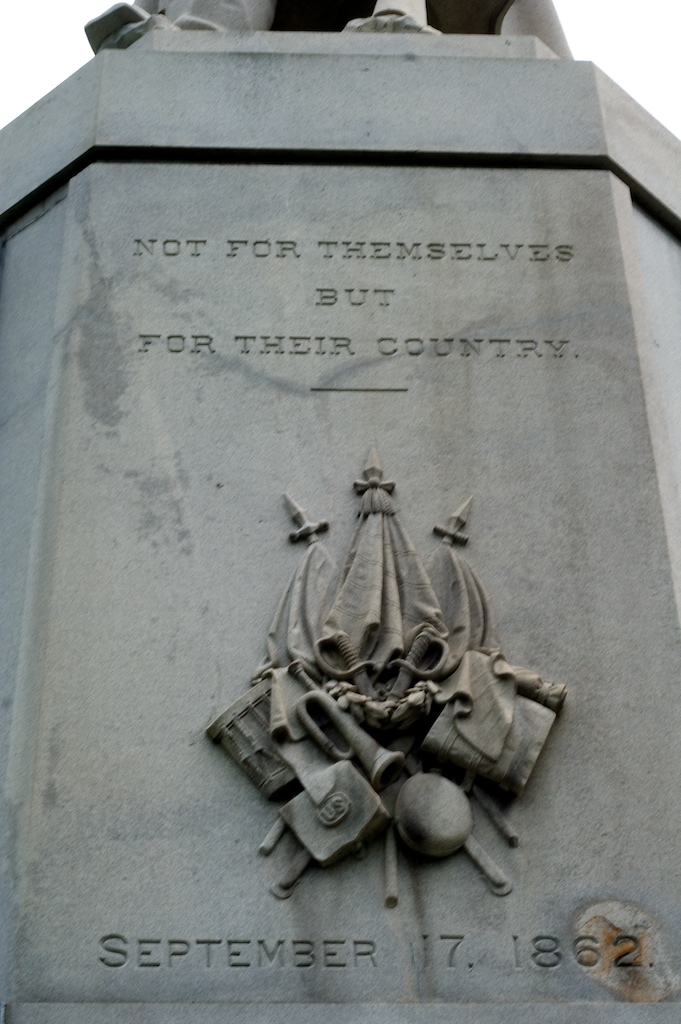 NOT FOR THEMSELVES
BUT
FOR THEIR COUNTRY.
US
SEPTEMBER 17, 1862.